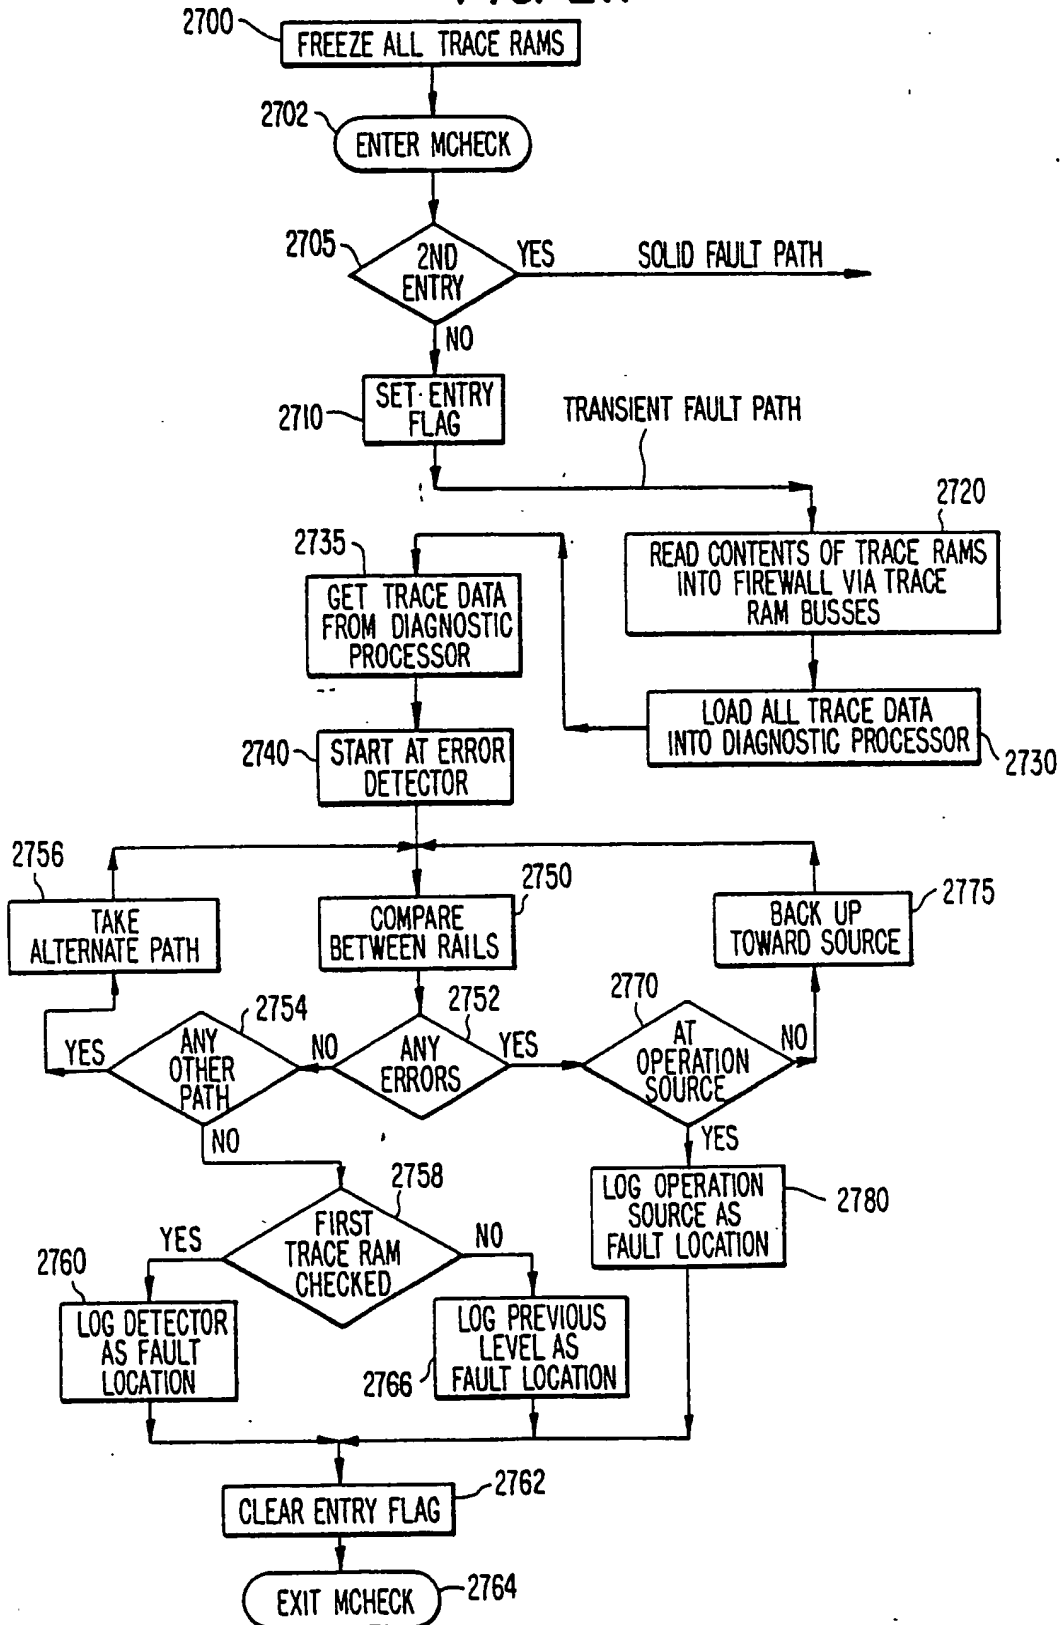 2700
FREEZE ALL TRACE RAMS
2702
ENTER MCHECK
2705
2ND
ENTRY
YES
SOLID FAULT PATH
NO
2710
SET ENTRY
FLAG
TRANSIENT FAULT PATH
2720
READ CONTENTS OF TRACE RAMS
INTO FIREWALL VIA TRACE
RAM BUSSES
2735
GET TRACE DATA
FROM DIAGNOSTIC
PROCESSOR
LOAD ALL TRACE DATA
INTO DIAGNOSTIC PROCESSOR
2730
2740
START AT ERROR
DETECTOR
2756
TAKE
ALTERNATE PATH
2750
COMPARE
BETWEEN RAILS
2775
BACK UP
TOWARD SOURCE
2754
ANY
OTHER
PATH
YES
NO
2752
ANY
ERRORS
YES
2770
AT
OPERATION
SOURCE
NO
NO
YES
2758
FIRST
TRACE RAM
CHECKED
YES
NO
2780
LOG OPERATION
SOURCE AS
FAULT LOCATION
2760
LOG DETECTOR
AS FAULT
LOCATION
2766
LOG PREVIOUS
LEVEL AS
FAULT LOCATION
2762
CLEAR ENTRY FLAG
EXIT MCHECK
2764